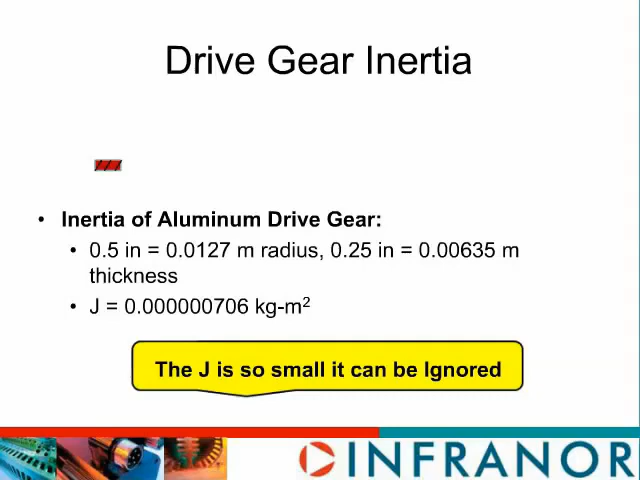 Drive Gear Inertia
• Inertia of Aluminum Drive Gear:
• 0.5 in = 0.0127 m radius, 0.25 in = 0.00635 m
thickness
• J = 0.000000706 kg-m²
The J is so small it can be Ignored
INFRANOR